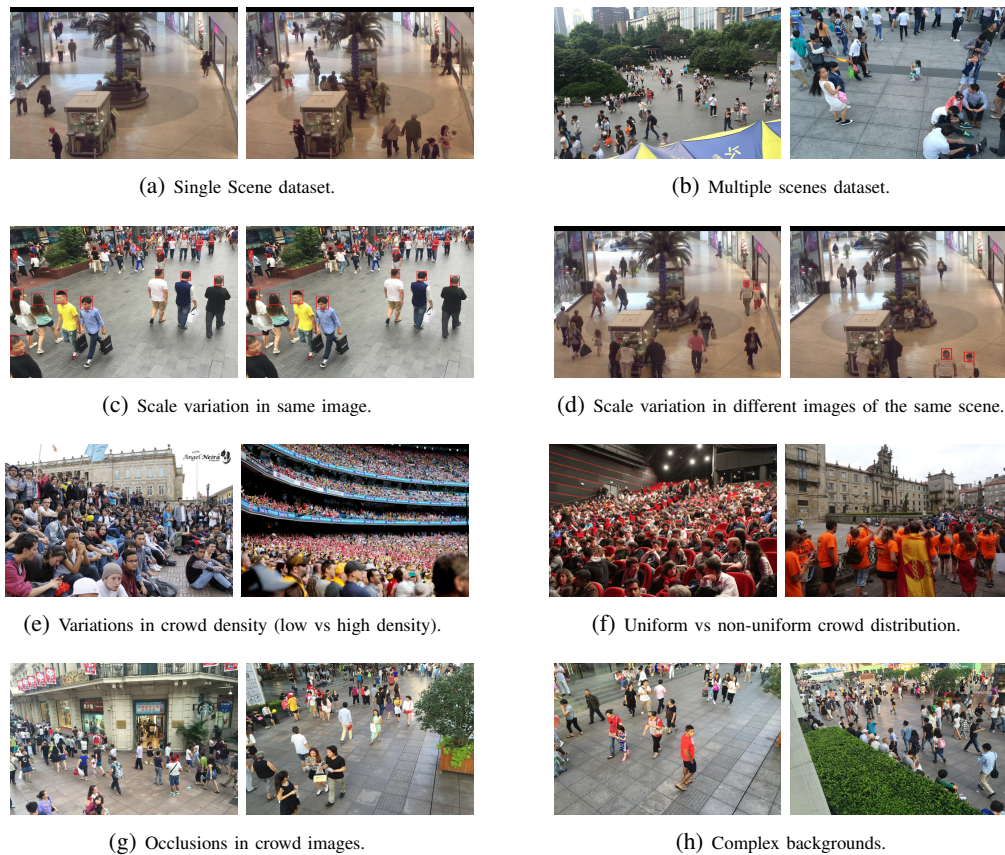 Angel Neira
(a) Single Scene dataset.
(b) Multiple scenes dataset.
(c) Scale variation in same image.
(d) Scale variation in different images of the same scene.
(e) Variations in crowd density (low vs high density).
(f) Uniform vs non-uniform crowd distribution.
(g) Occlusions in crowd images.
(h) Complex backgrounds.